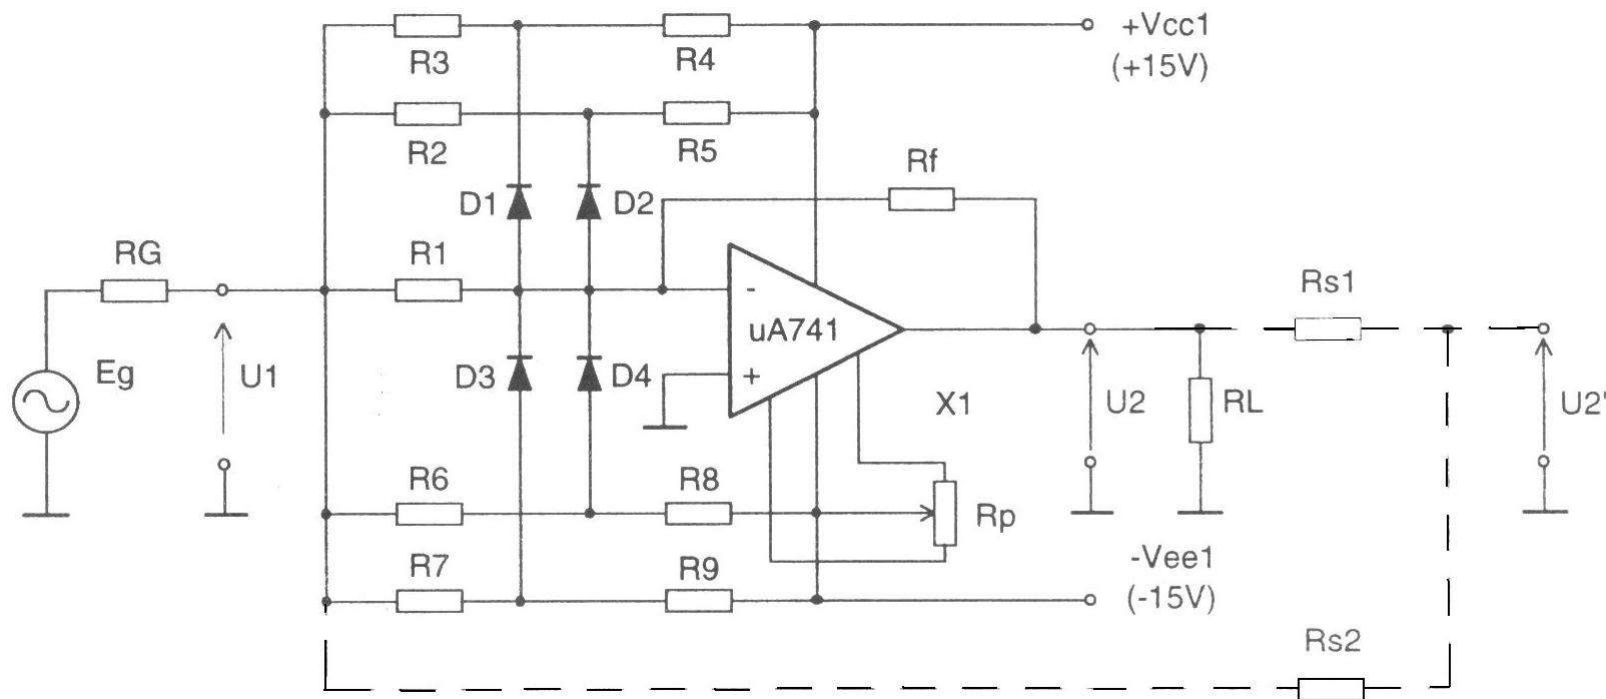 R3
R4
+Vcc1
(+15V)
R2
R5
Rf
D1
D2
RG
R1
-
Rs1
uA741
Eg
U1
D3
D4
+
X1
U2
RL
U2'
R6
R8
Rp
R7
R9
-Vee1
(-15V)
Rs2